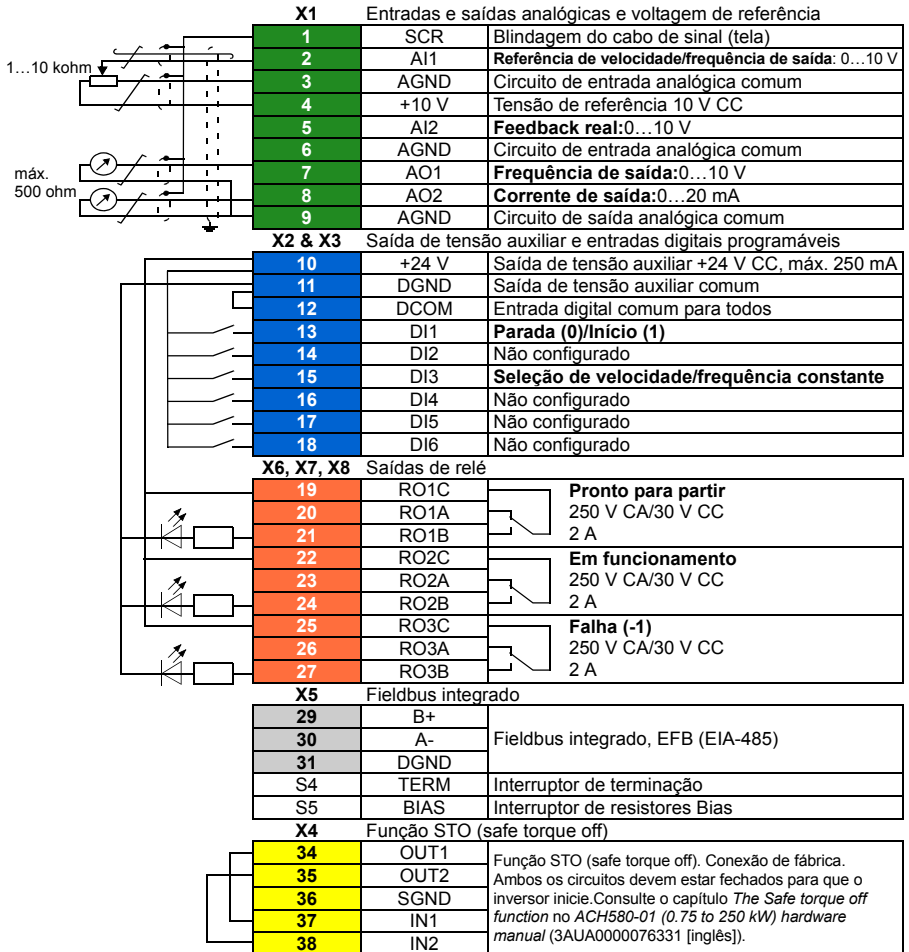 X1 Entradas e saídas analógicas e voltagem de referência
1 SCR Blindagem do cabo de sinal (tela)
2 AI1 Referência de velocidade/frequência de saída: 0…10 V
1…10 kohm
3 AGND Circuito de entrada analógica comum
4 +10 V Tensão de referência 10 V CC
5 AI2 Feedback real:0…10 V
6 AGND Circuito de entrada analógica comum
7 AO1 Frequência de saída:0…10 V
máx.
500 ohm
8 AO2 Corrente de saída:0…20 mA
9 AGND Circuito de saída analógica comum
X2 & X3 Saída de tensão auxiliar e entradas digitais programáveis
10 +24 V Saída de tensão auxiliar +24 V CC, máx. 250 mA
11 DGND Saída de tensão auxiliar comum
12 DCOM Entrada digital comum para todos
13 DI1 Parada (0)/Início (1)
14 DI2 Não configurado
15 DI3 Seleção de velocidade/frequência constante
16 DI4 Não configurado
17 DI5 Não configurado
18 DI6 Não configurado
X6, X7, X8 Saídas de relé
19 RO1C Pronto para partir
20 RO1A 250 V CA/30 V CC
21 RO1B 2 A
22 RO2C Em funcionamento
23 RO2A 250 V CA/30 V CC
24 RO2B 2 A
25 RO3C Falha (-1)
26 RO3A 250 V CA/30 V CC
27 RO3B 2 A
X5 Fieldbus integrado
29 B+
30 A- Fieldbus integrado, EFB (EIA-485)
31 DGND
S4 TERM Interruptor de terminação
S5 BIAS Interruptor de resistores Bias
X4 Função STO (safe torque off)
34 OUT1
35 OUT2
36 SGND
37 IN1
38 IN2
Função STO (safe torque off). Conexão de fábrica.
Ambos os circuitos devem estar fechados para que o
inversor inicie.Consulte o capítulo The Safe torque off
function no ACH580-01 (0.75 to 250 kW) hardware
manual (3AUA0000076331 [inglês]).